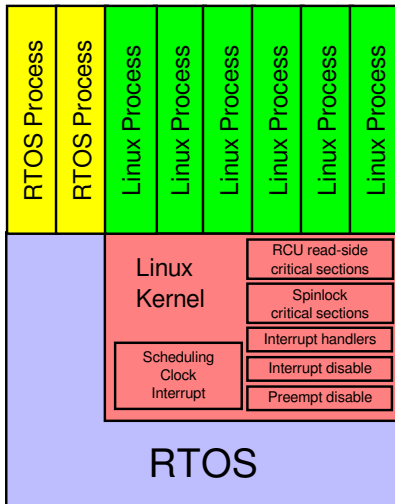 RTOS Process
RTOS Process
Linux Process
Linux Process
Linux Process
Linux Process
Linux Process
Linux Process
Linux
Kernel
RCU read-side
critical sections
Spinlock
critical sections
Interrupt handlers
Scheduling
Clock
Interrupt
Interrupt disable
Preempt disable
RTOS